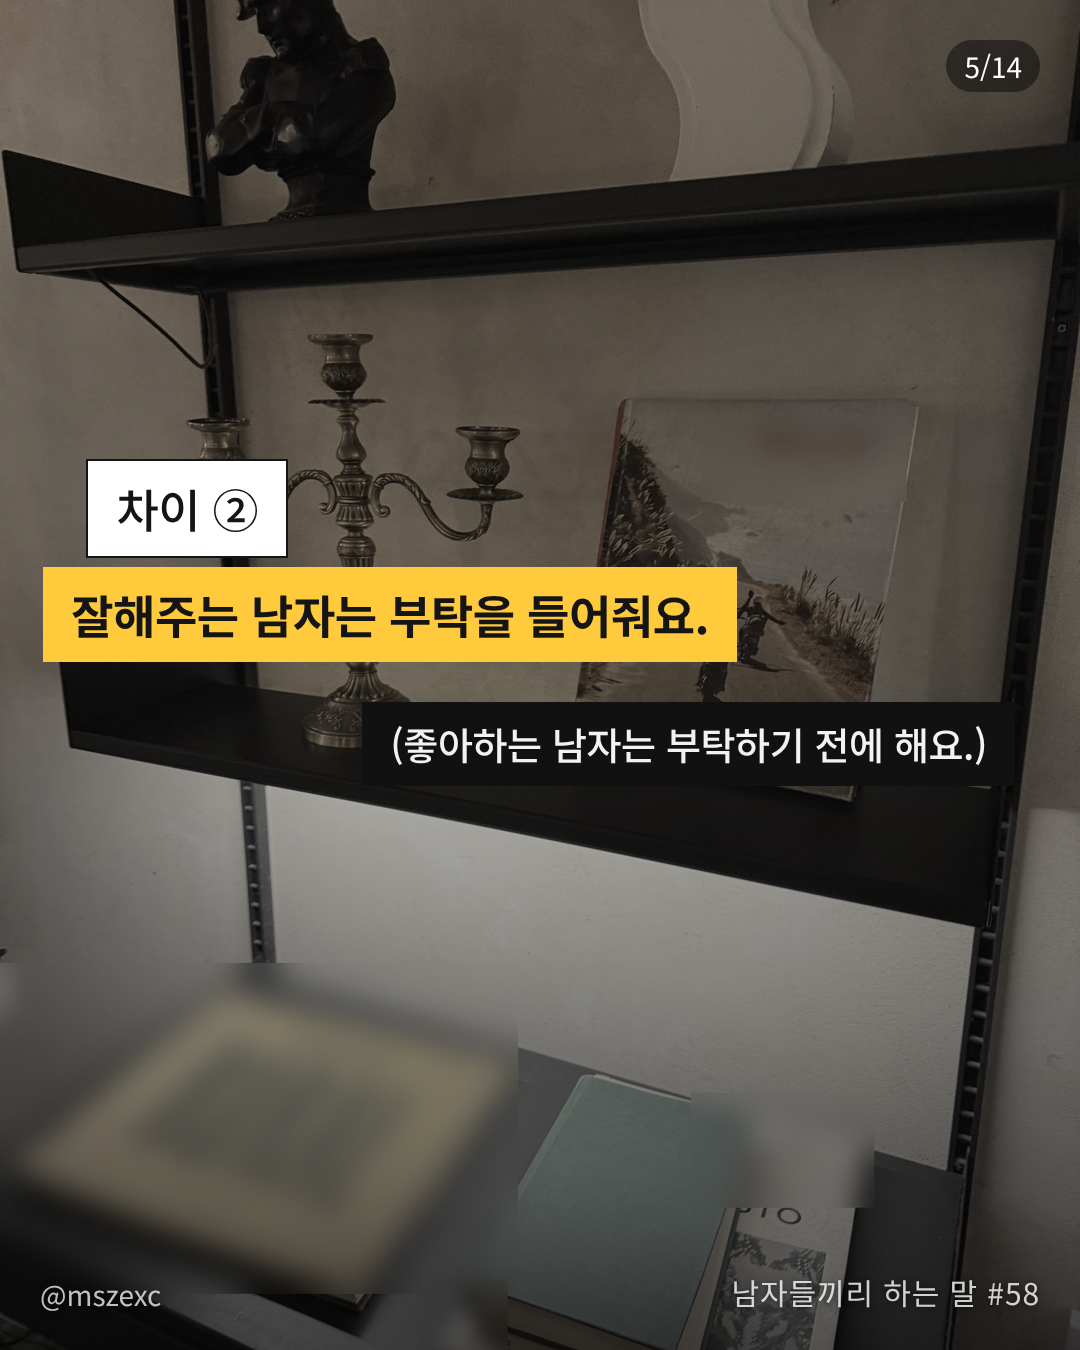 5/14
차이 ②
잘해주는 남자는 부탁을 들어줘요.
(좋아하는 남자는 부탁하기 전에 해요.)
@mszexc
남자들끼리 하는 말 #58